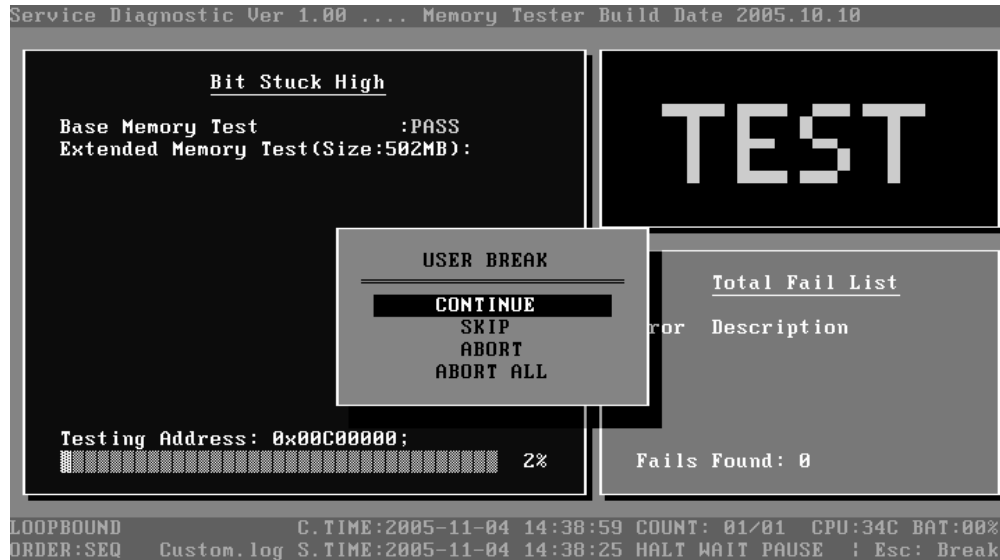 Service Diagnostic Ver 1.00 .... Memory Tester Build Date 2005.10.10
Bit Stuck High
Base Memory Test :PASS
Extended Memory Test(Size:502MB):
TEST
USER BREAK
CONTINUE
SKIP
ABORT
ABORT ALL
Total Fail List
Description
Testing Address: 0x00C00000;
2%
Fails Found: 0
LOOPBOUND C.TIME:2005-11-04 14:38:59 COUNT: 01/01 CPU:34C BAT:00%
ORDER:SEQ Custom.log S.TIME:2005-11-04 14:38:25 HALT WAIT PAUSE ¦ Esc: Break